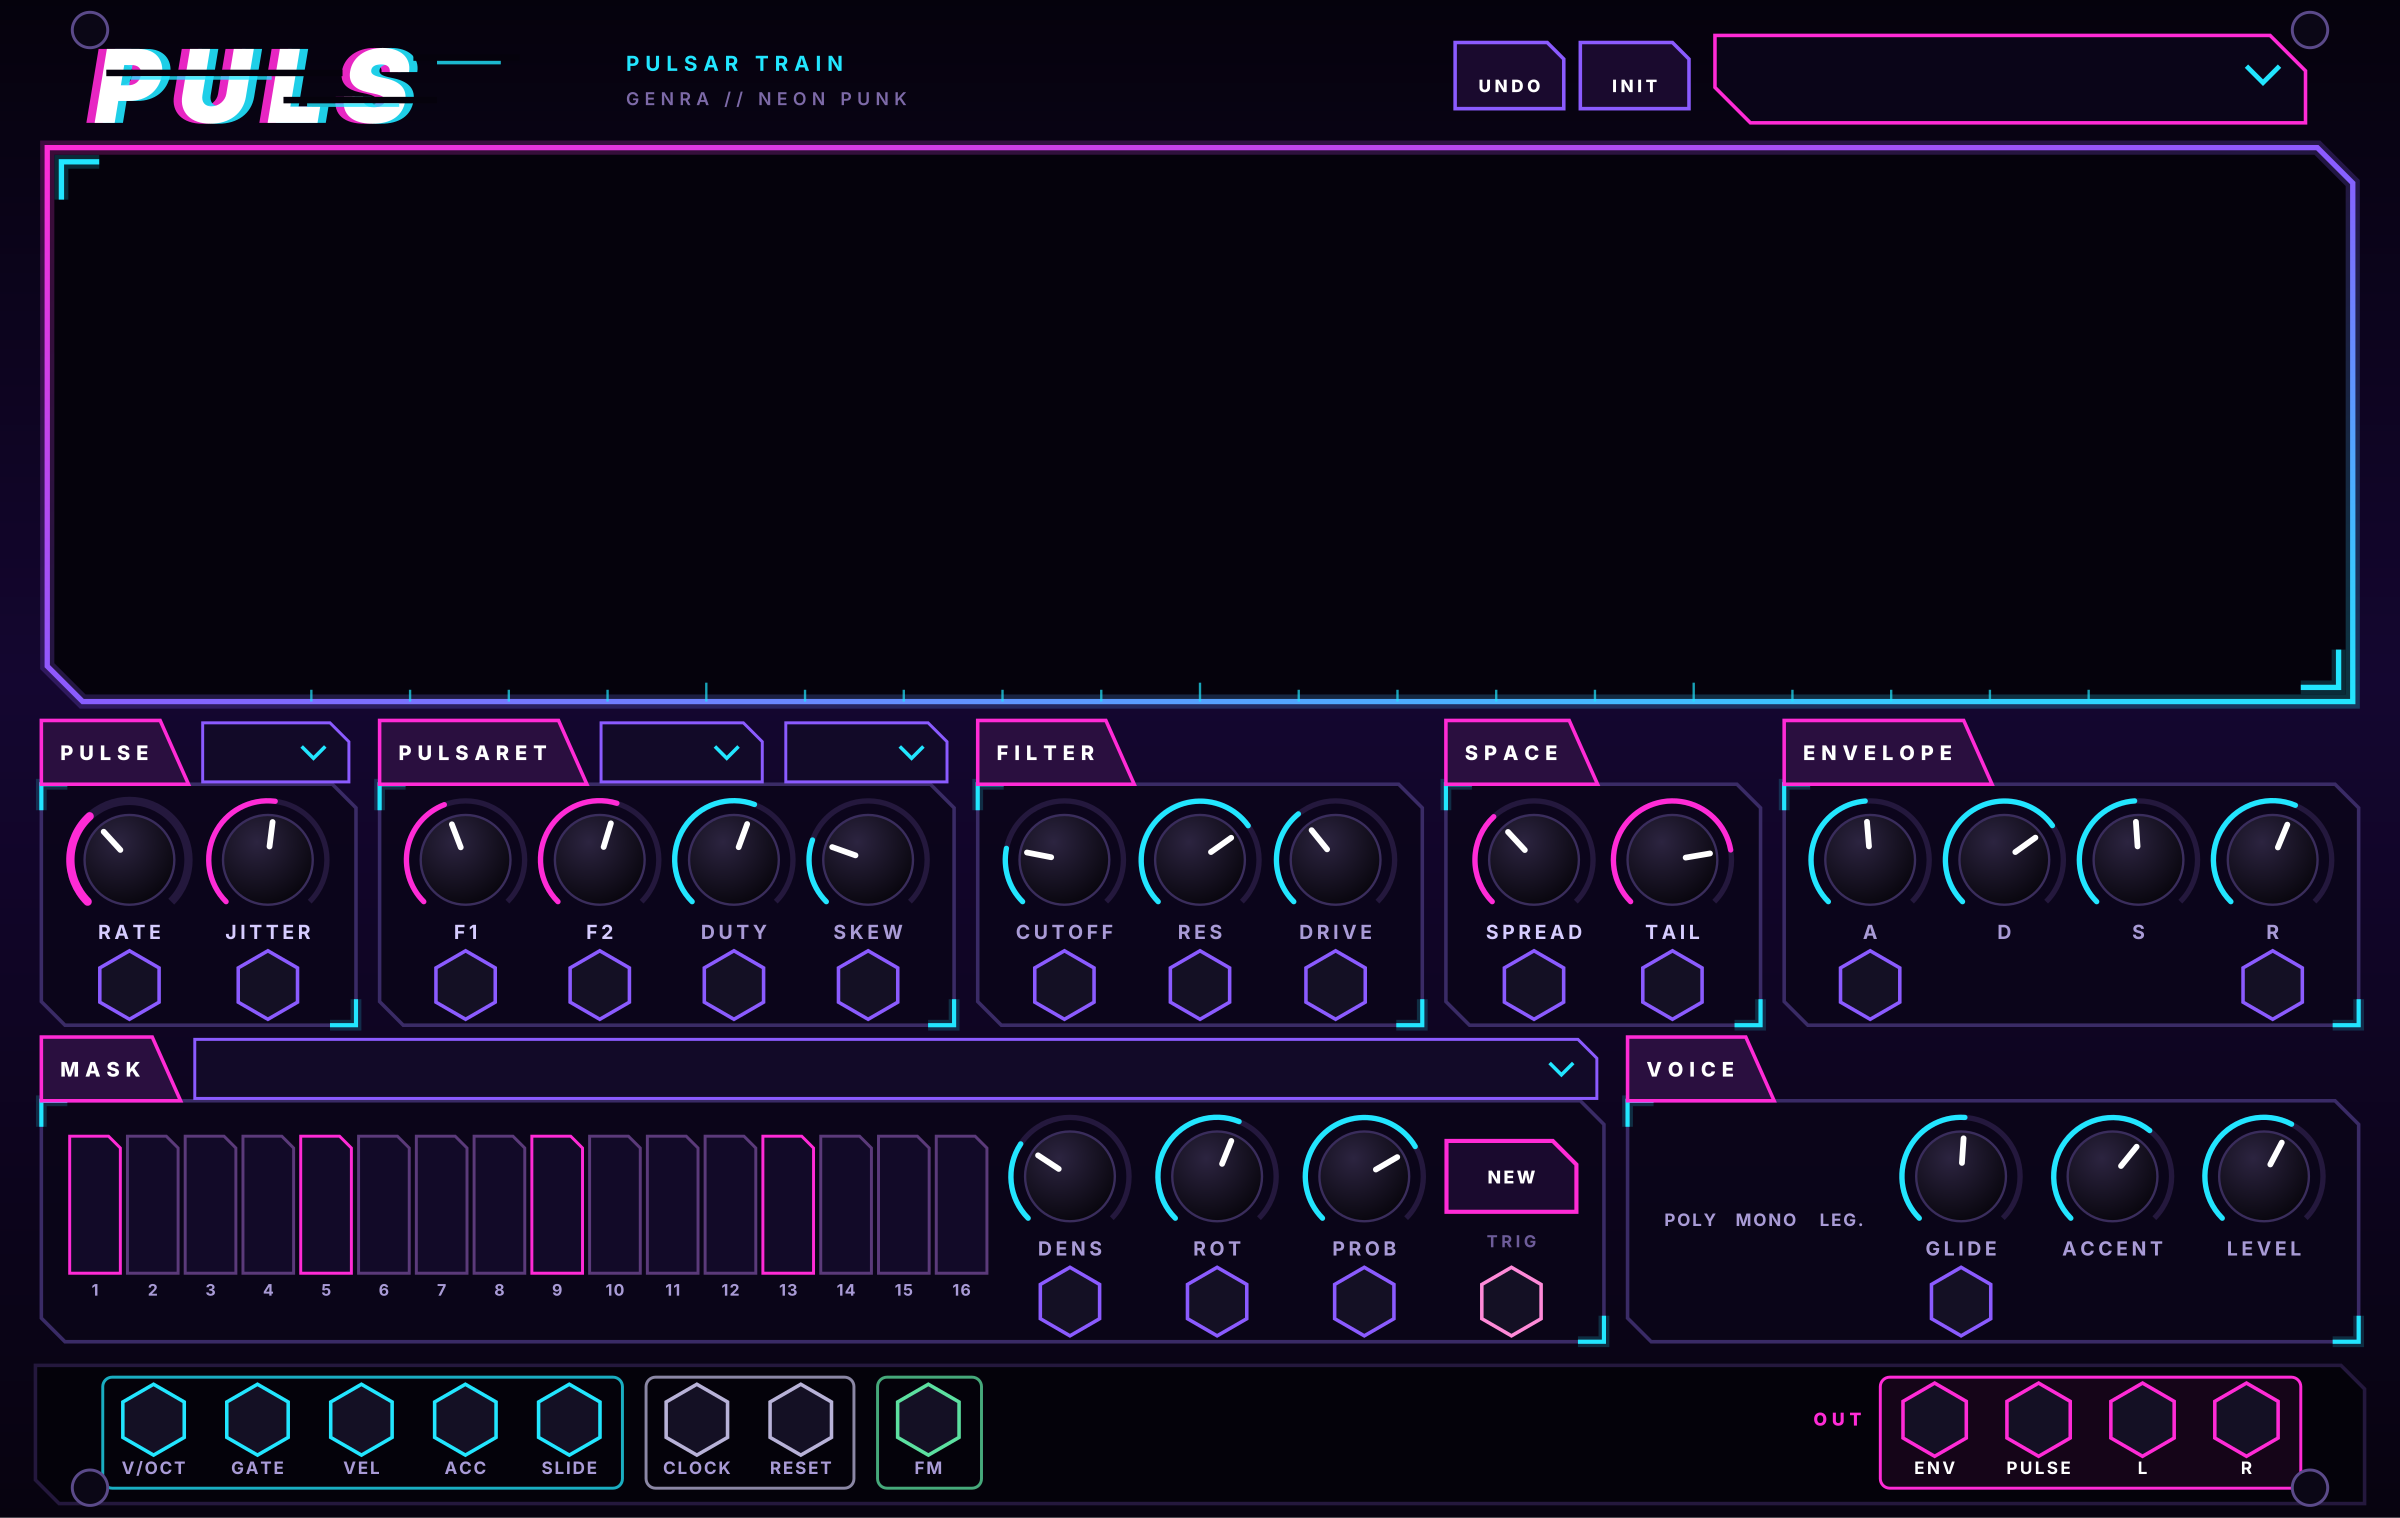 PULS
PULSAR TRAIN
GENRA // NEON PUNK
UNDO INIT
PULSE PULSARET FILTER SPACE ENVELOPE
RATE JITTER F1 F2 DUTY SKEW CUTOFF RES DRIVE SPREAD TAIL A D S R
MASK VOICE
NEW
POLY MONO LEG.
TRIG
DENS ROT PROB GLIDE ACCENT LEVEL
1 2 3 4 5 6 7 8 9 10 11 12 13 14 15 16
OUT
V/OCT GATE VEL ACC SLIDE CLOCK RESET FM ENV PULSE L R